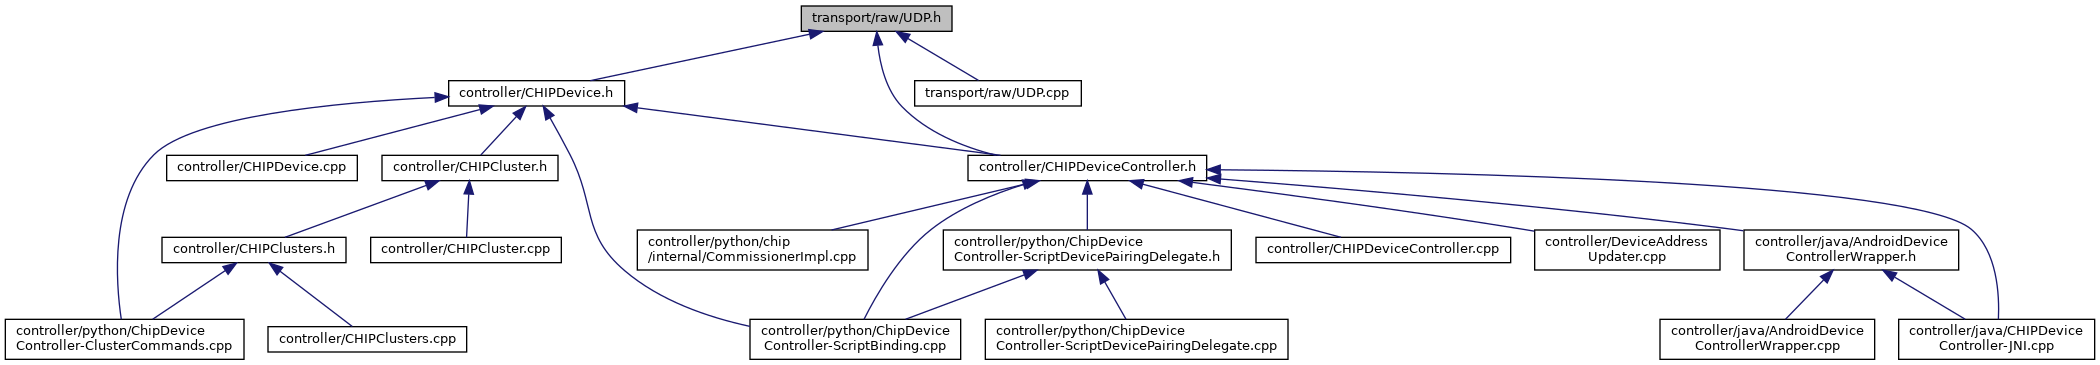 transport/raw/UDP.h
controller/CHIPDevice.h
transport/raw/UDP.cpp
controller/CHIPDevice.cpp
controller/CHIPCluster.h
controller/CHIPDeviceController.h
controller/CHIPClusters.h
controller/CHIPCluster.cpp
controller/python/chip
/internal/CommissionerImpl.cpp
controller/python/ChipDevice
Controller-ScriptDevicePairingDelegate.h
controller/CHIPDeviceController.cpp
controller/DeviceAddress
Updater.cpp
controller/java/AndroidDevice
ControllerWrapper.h
controller/python/ChipDevice
Controller-ClusterCommands.cpp
controller/CHIPClusters.cpp
controller/python/ChipDevice
Controller-ScriptBinding.cpp
controller/python/ChipDevice
Controller-ScriptDevicePairingDelegate.cpp
controller/java/AndroidDevice
ControllerWrapper.cpp
controller/java/CHIPDevice
Controller-JNI.cpp